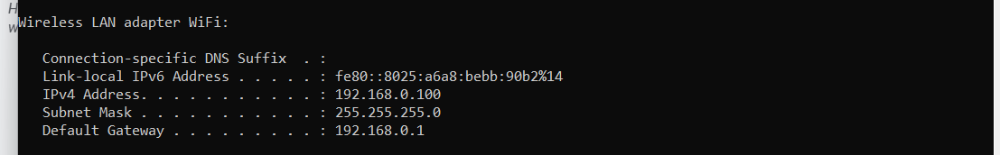 H
Wireless LAN adapter WiFi:
w
Connection-specific DNS Suffix  . :
Link-local IPv6 Address . . . . . : fe80::8025:a6a8:bebb:90b2%14
IPv4 Address. . . . . . . . . . . : 192.168.0.100
Subnet Mask . . . . . . . . . . . : 255.255.255.0
Default Gateway . . . . . . . . . : 192.168.0.1